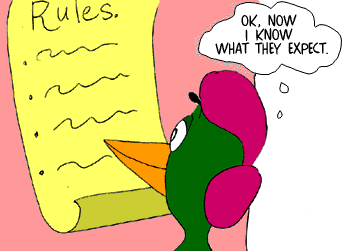 Rules.
OK, NOW
I KNOW
WHAT THEY EXPECT.